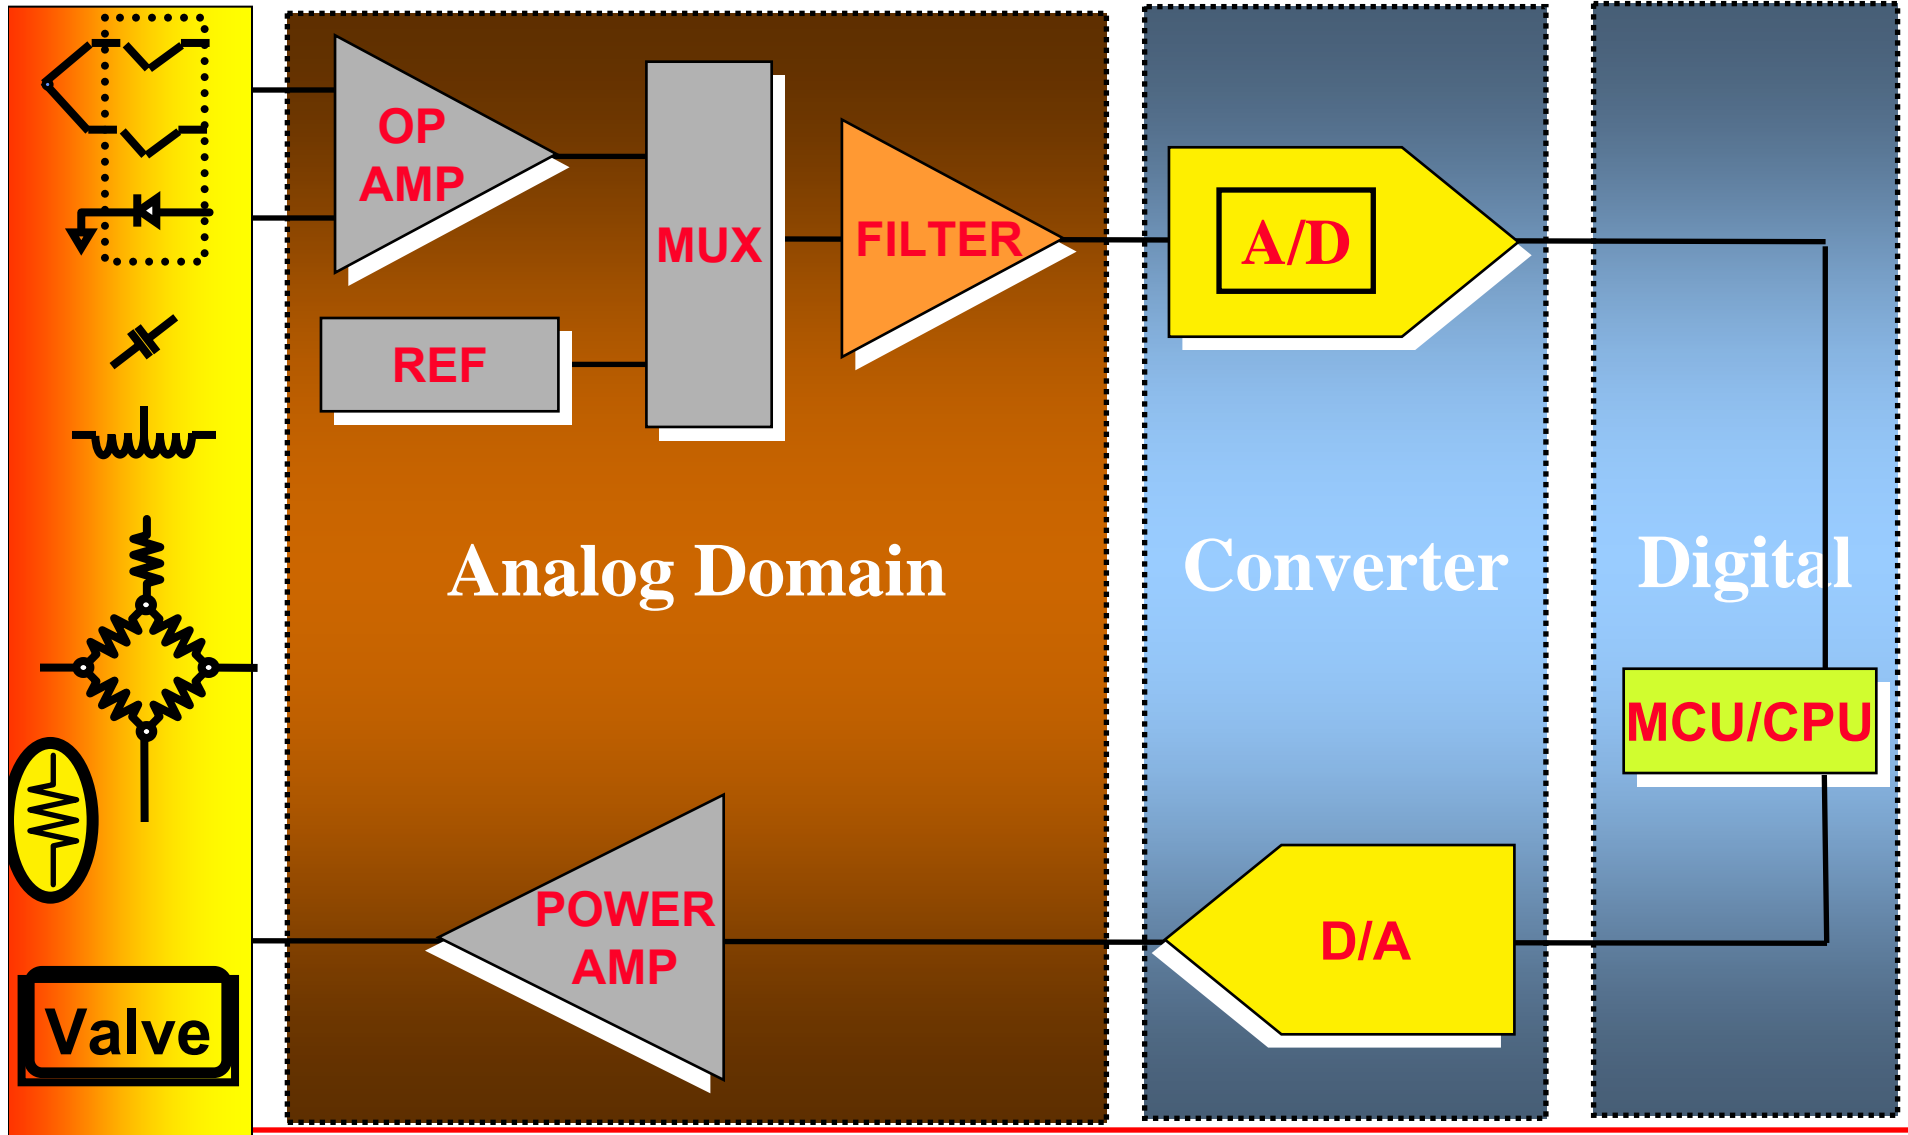 OP
AMP
MUX
REF
FILTER
A/D
Analog Domain
Converter
Digital
MCU/CPU
POWER
AMP
D/A
Valve